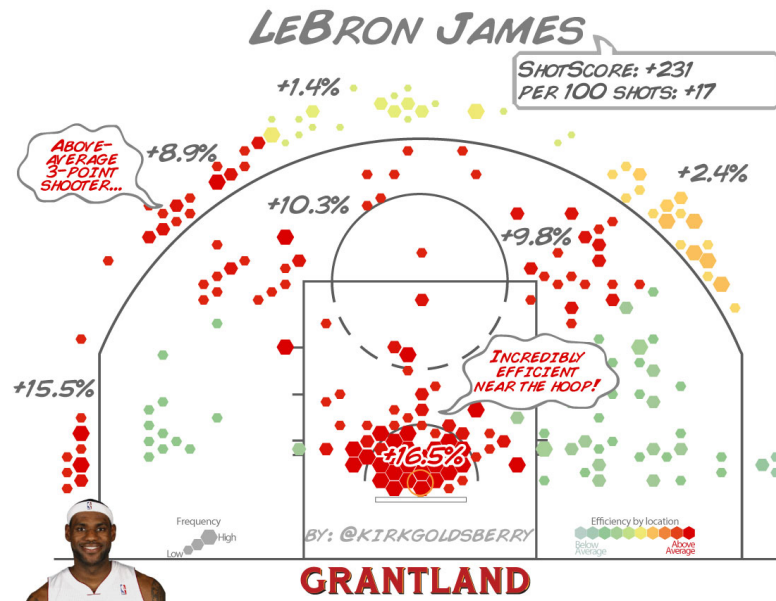 LeBron James
ShotScore: +231
per 100 shots: +17
+1.4%
Above-
average
3-point
shooter...
+8.9%
+2.4%
+10.3%
+9.8%
Incredibly
efficient
near the hoop!
+15.5%
+16.5%
Frequency
Low
High
by: @kirkgoldsberry
Efficiency by location
Below
Average
Above
Average
GRANTLAND